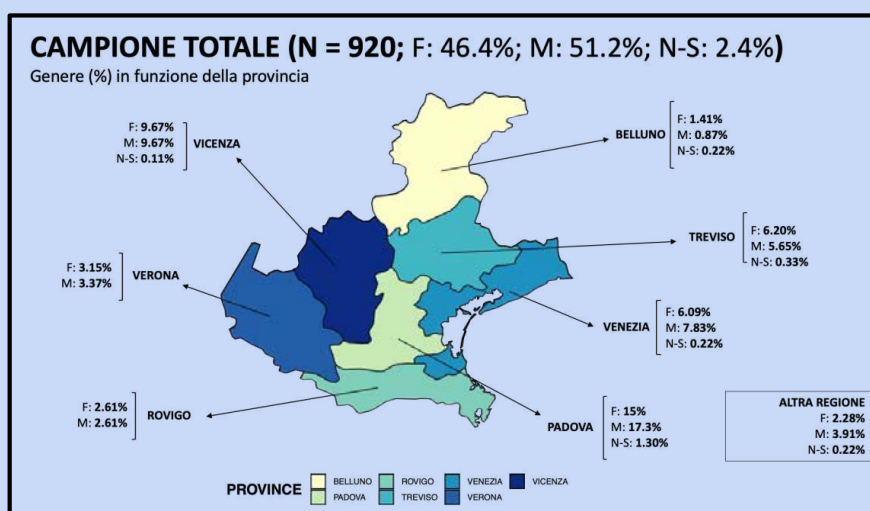 CAMPIONE TOTALE (N = 920; F: 46.4%; M: 51.2%; N-S: 2.4%)
Genere (%) in funzione della provincia
F: 9.67%
M: 9.67%
N-S: 0.11%
VICENZA
BELLUNO
F: 1.41%
M: 0.87%
N-S: 0.22%
TREVISO
F: 6.20%
M: 5.65%
N-S: 0.33%
F: 3.15%
M: 3.37%
VERONA
VENEZIA
F: 6.09%
M: 7.83%
N-S: 0.22%
F: 2.61%
M: 2.61%
ROVIGO
PADOVA
F: 15%
M: 17.3%
N-S: 1.30%
ALTRA REGIONE
F: 2.28%
M: 3.91%
N-S: 0.22%
PROVINCE
BELLUNO ROVIGO VENEZIA VICENZA
PADOVA TREVISO VERONA